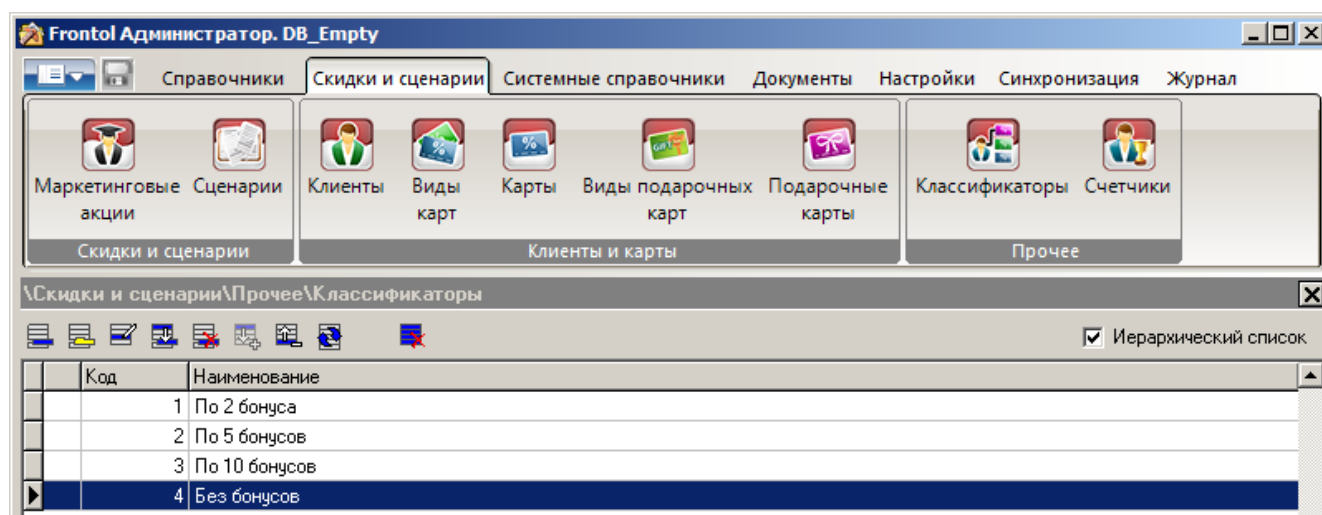 Frontol Администратор. DB_Empty
Справочники Скидки и сценарии Системные справочники Документы Настройки Синхронизация Журнал
Маркетинговые акции Сценарии Клиенты Виды карт Карты Виды подарочных карт Подарочные карты Классификаторы Счетчики
Скидки и сценарии Клиенты и карты Прочее
\Скидки и сценарии\Прочее\Классификаторы
Иерархический список
Код Наименование
1 По 2 бонуса
2 По 5 бонусов
3 По 10 бонусов
4 Без бонусов